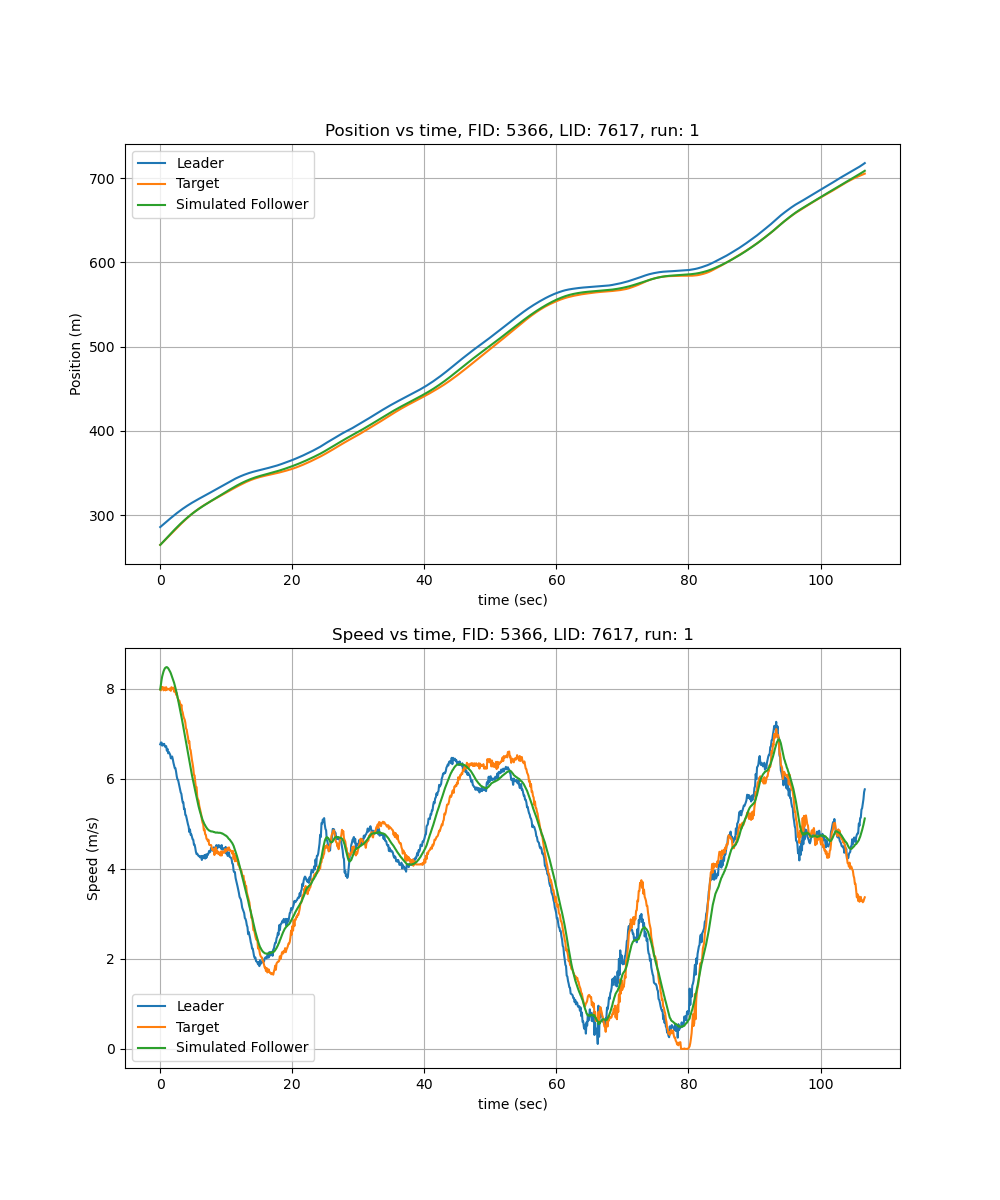 Position vs time, FID: 5366, LID: 7617, run: 1
Leader
Target
Simulated Follower
700
600
500
400
300
Position (m)
0 20 40 60 80 100
time (sec)
Speed vs time, FID: 5366, LID: 7617, run: 1
8
6
4
2
0
Speed (m/s)
Leader
Target
Simulated Follower
0 20 40 60 80 100
time (sec)